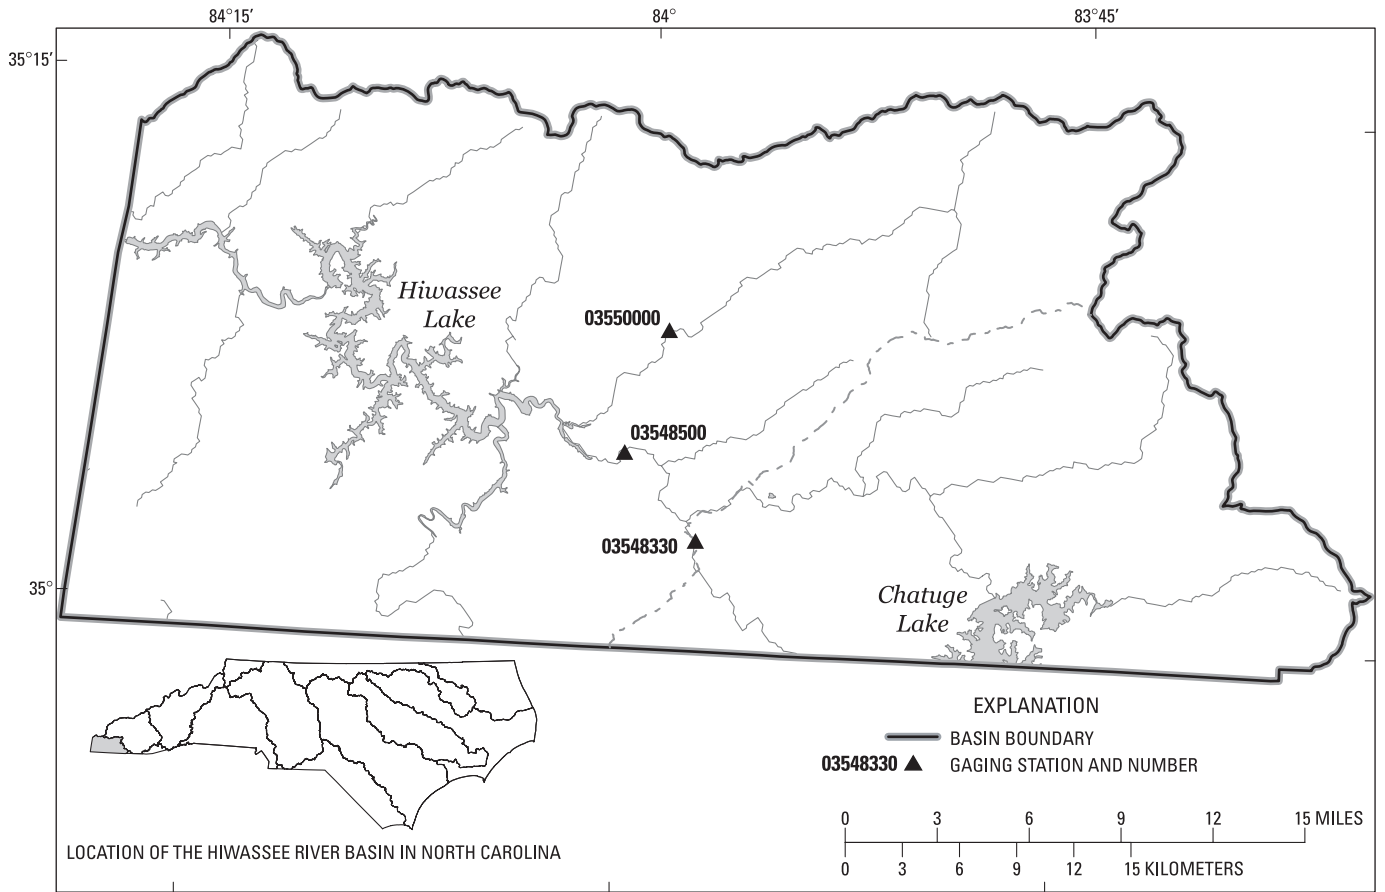 84°15′
84°
83°45′
35°15′
Hiwassee
Lake
03550000
03548500
03548330
35°
Chatuge
Lake
EXPLANATION
BASIN BOUNDARY
03548330 GAGING STATION AND NUMBER
0 3 6 9 12 15 MILES
0 3 6 9 12 15 KILOMETERS
LOCATION OF THE HIWASSEE RIVER BASIN IN NORTH CAROLINA